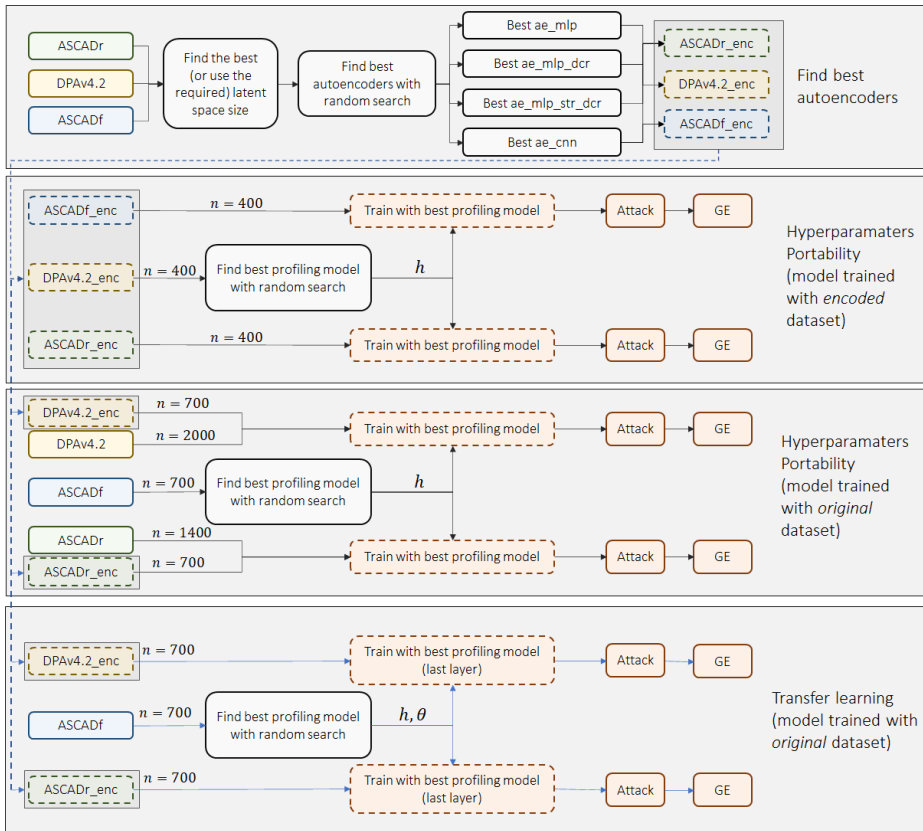 ASCADr
DPAv4.2
ASCADf
Find the best
(or use the
required) latent
space size
Find best
autoencoders with
random search
Best ae_mlp
Best ae_mlp_dcr
Best ae_mlp_str_dcr
Best ae_cnn
ASCADr_enc
DPAv4.2_enc
ASCADf_enc
Find best
autoencoders
ASCADf_enc
n = 400
Train with best profiling model
Attack
GE
DPAv4.2_enc
n = 400
Find best profiling model
with random search
h
ASCADr_enc
n = 400
Train with best profiling model
Attack
GE
Hyperparamaters
Portability
(model trained
with encoded
dataset)
DPAv4.2_enc
n = 700
DPAv4.2
n = 2000
Train with best profiling model
Attack
GE
ASCADf
n = 700
Find best profiling model
with random search
h
ASCADr
n = 1400
ASCADr_enc
n = 700
Train with best profiling model
Attack
GE
Hyperparamaters
Portability
(model trained
with original
dataset)
DPAv4.2_enc
n = 700
Train with best profiling model
(last layer)
Attack
GE
ASCADf
n = 700
Find best profiling model
with random search
h, θ
ASCADr_enc
n = 700
Train with best profiling model
(last layer)
Attack
GE
Transfer learning
(model trained with
original dataset)